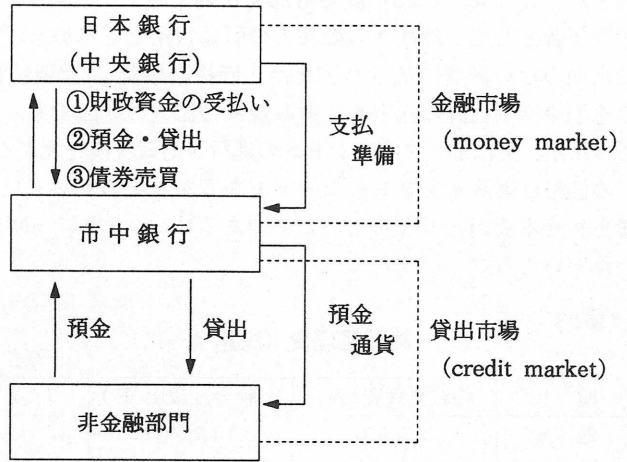 日本銀行
(中央銀行)
①財政資金の受払い
②預金・貸出
③債券売買
支払
準備
金融市場
(money market)
市中銀行
預金
貸出
預金
通貨
貸出市場
(credit market)
非金融部門